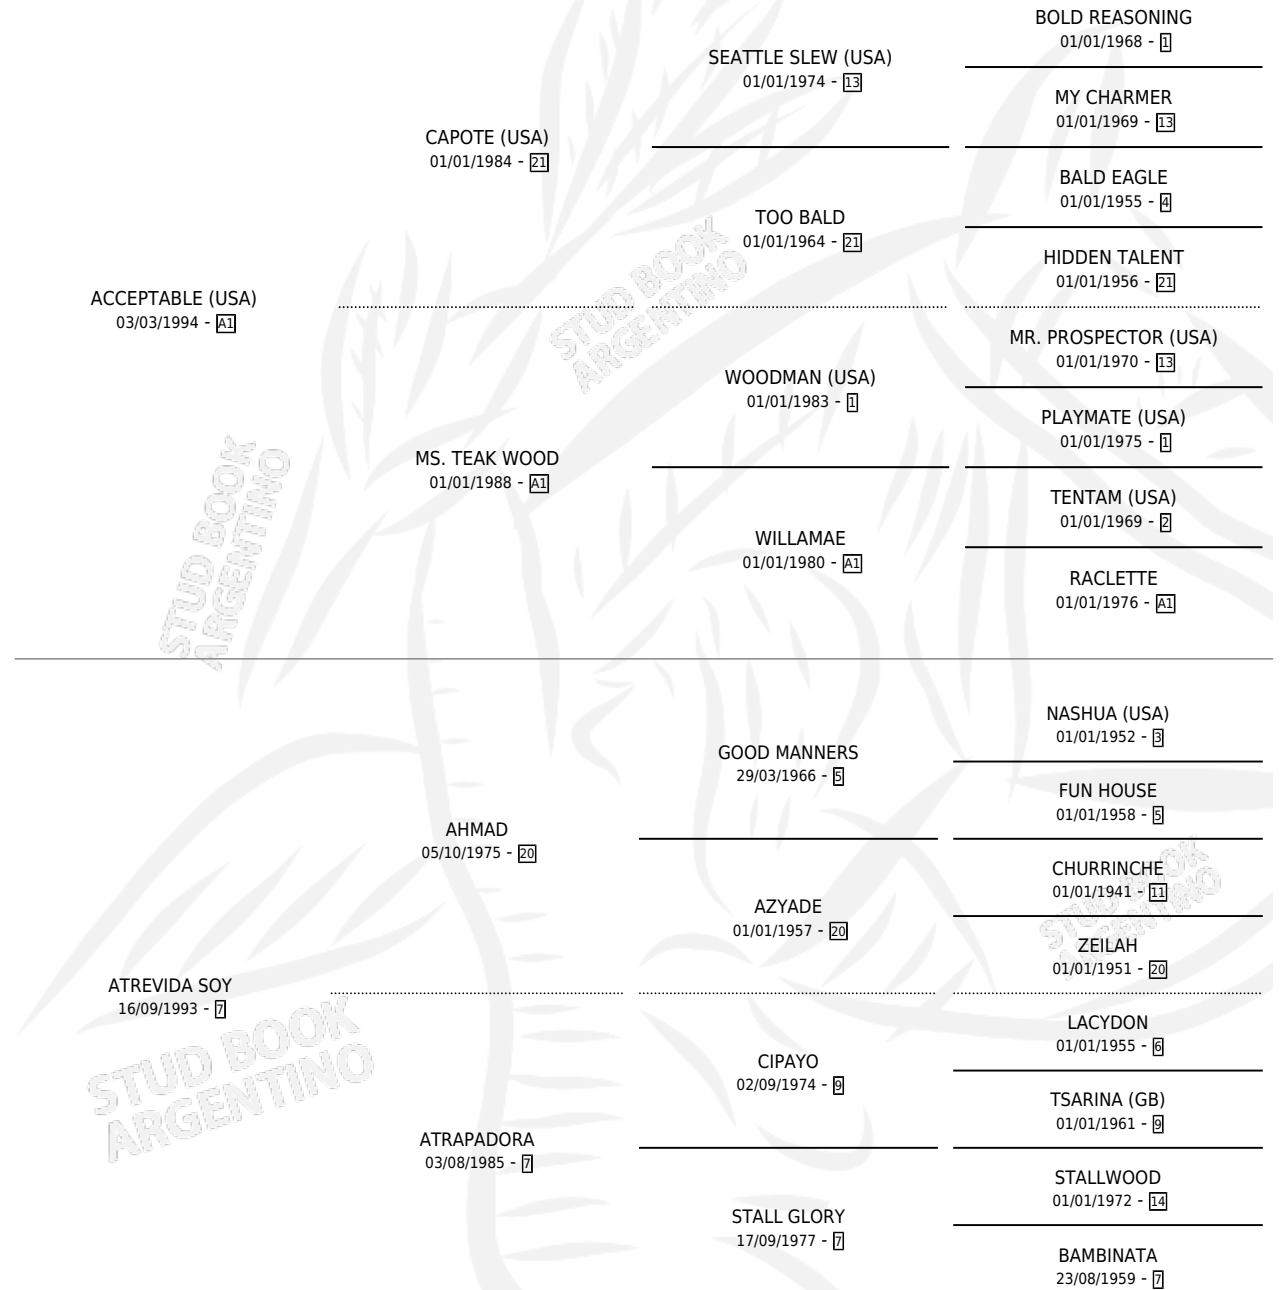 BOLD REASONING
01/01/1968 - 1
SEATTLE SLEW (USA)
01/01/1974 - 13
MY CHARMER
01/01/1969 - 13
CAPOTE (USA)
01/01/1984 - 21
BALD EAGLE
01/01/1955 - 4
TOO BALD
01/01/1964 - 21
HIDDEN TALENT
01/01/1956 - 21
ACCEPTABLE (USA)
03/03/1994 - A1
STUD BOOK
ARGENTINO
MR. PROSPECTOR (USA)
01/01/1970 - 13
WOODMAN (USA)
01/01/1983 - 1
PLAYMATE (USA)
01/01/1975 - 1
MS. TEAK WOOD
01/01/1988 - A1
TENTAM (USA)
01/01/1969 - 2
WILLAMAE
01/01/1980 - A1
RACLETTE
01/01/1976 - A1
STUD BOOK
ARGENTINO
NASHUA (USA)
01/01/1952 - 3
GOOD MANNERS
29/03/1966 - 5
FUN HOUSE
01/01/1958 - 5
AHMAD
05/10/1975 - 20
CHURRINCHE
01/01/1941 - 11
AZYADE
01/01/1957 - 20
STUD BOOK
ARGENTINO
ZEILAH
01/01/1951 - 20
ATREVIDA SOY
16/09/1993 - 7
LACYDON
01/01/1955 - 6
CIPAYO
02/09/1974 - 9
STUD BOOK
ARGENTINO
TSARINA (GB)
01/01/1961 - 9
ATRAPADORA
03/08/1985 - 7
STALLWOOD
01/01/1972 - 14
STALL GLORY
17/09/1977 - 7
BAMBINATA
23/08/1959 - 7